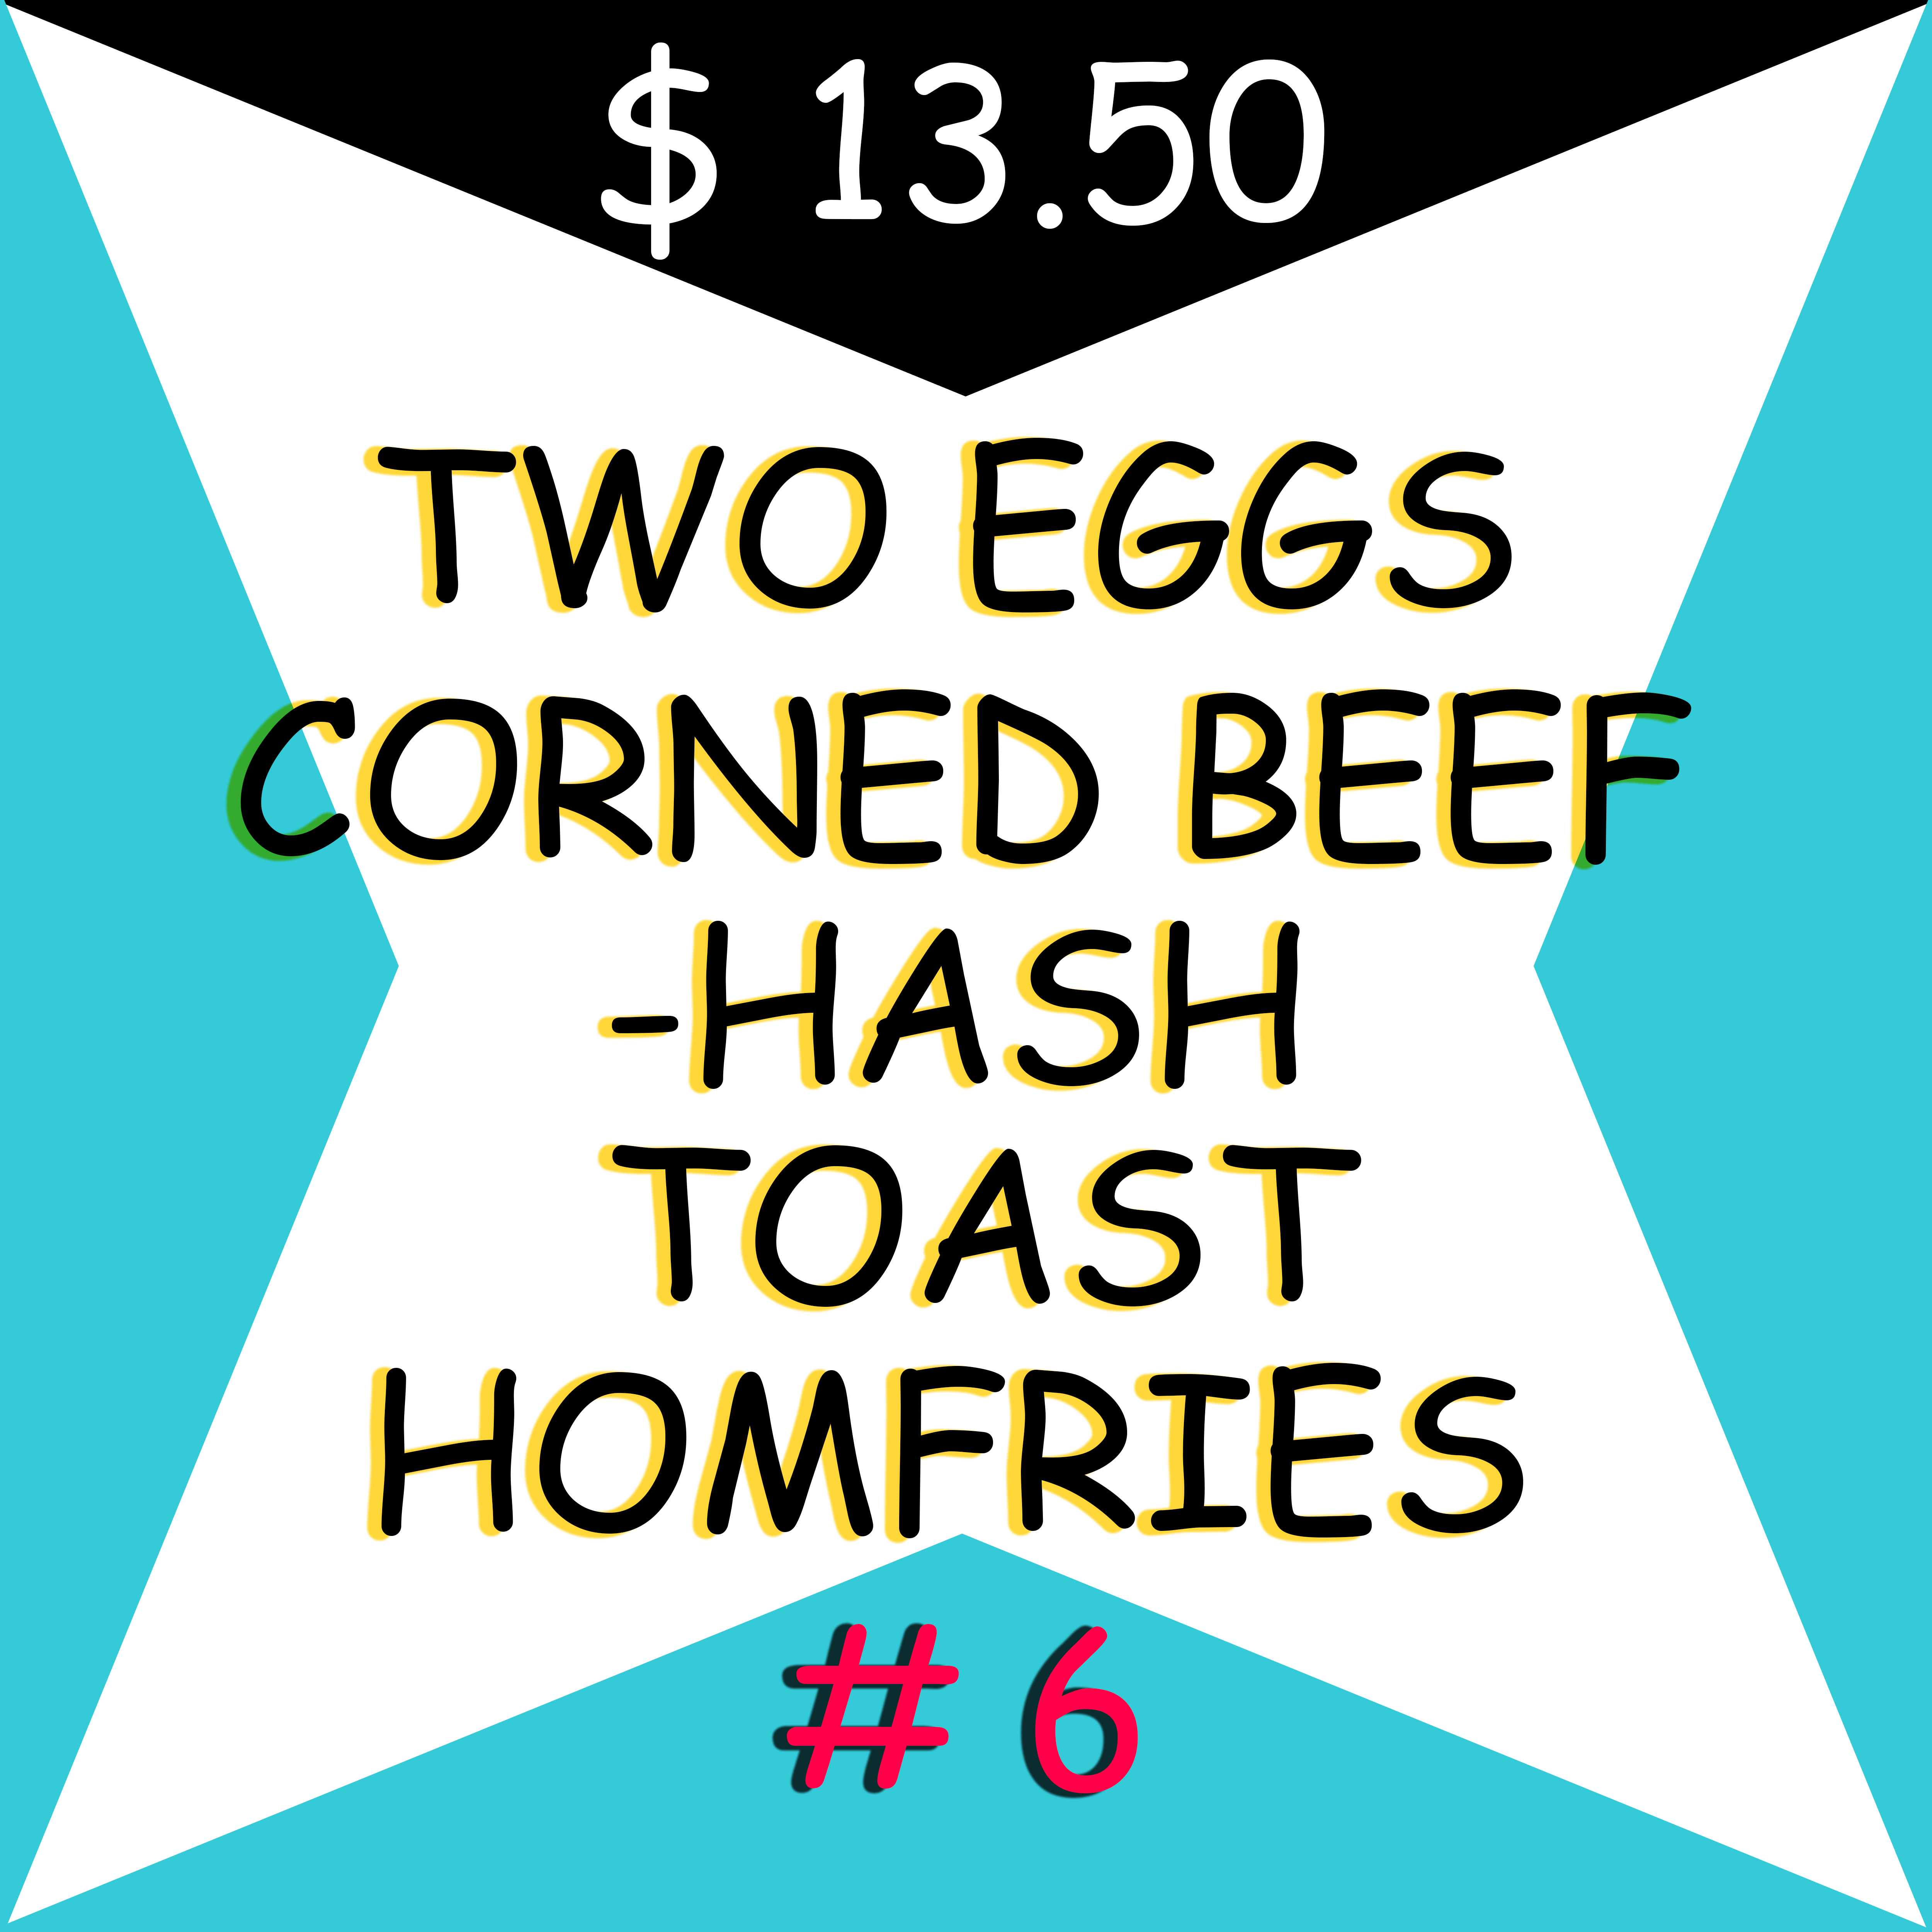 $ 13.50
TWO EGGS
CORNED BEEF
-HASH
TOAST
HOMFRIES
# 6